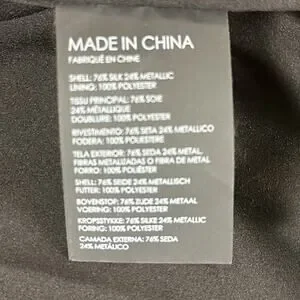 MADE IN CHINA
FABRIQUÉ EN CHINE
SHELL: 76% SILK 24% METALLIC
LINING: 100% POLYESTER
TISSU PRINCIPAL: 76% SOIE
24% MÉTALLIQUE
DOUBLURE: 100% POLYESTER
RIVESTIMENTO: 76% SETA 24% METALLICO
FODERA: 100% POLIESTERE
TELA EXTERIOR: 76% SEDA 24% METAL,
FIBRAS METALIZADAS O FIBRA DE METAL
FORRO: 100% POLIÉSTER
SHELL: 76% SEIDE 24% METALLISCH
FUTTER: 100% POLYESTER
BOVENSTOF: 76% ZIJDE 24% METAAL
VOERING: 100% POLYESTER
KROPSSTYKKE: 76% SILKE 24% METALLIC
FORING: 100% POLYESTER
CAMADA EXTERNA: 76% SEDA
24% METÁLICO